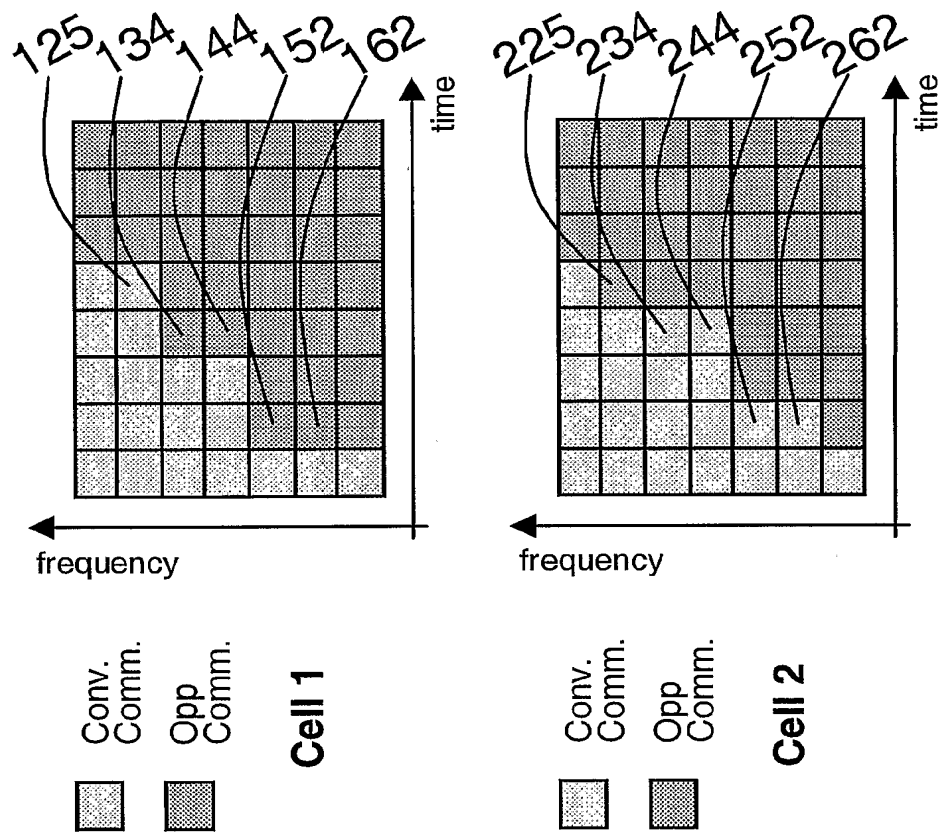 125 134 144 152 162
time
frequency
Conv.
Comm.
Opp
Comm.
Cell 1
225 234 244 252 262
time
frequency
Conv.
Comm.
Opp
Comm.
Cell 2